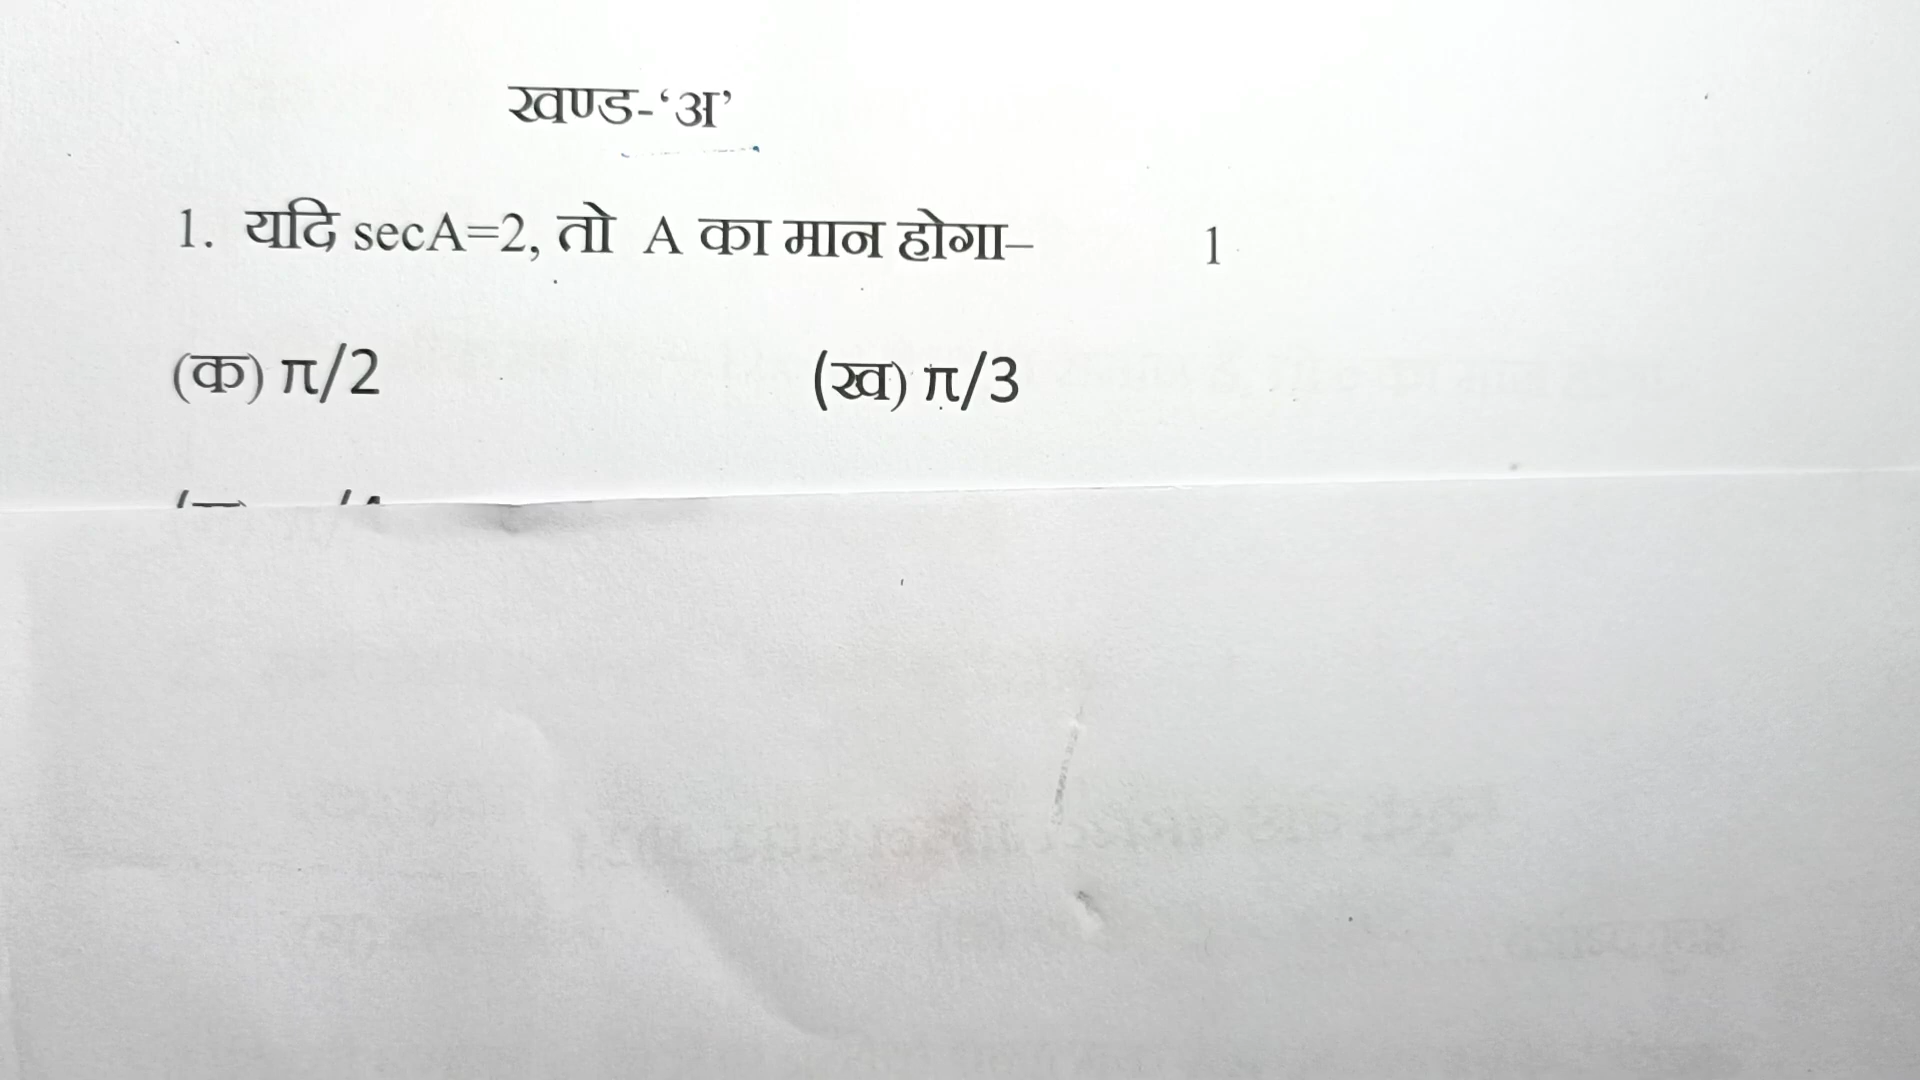 खण्ड-‘अ’
1. यदि secA=2, तो A का मान होगा– 1
(क) π/2 (ख) π/3